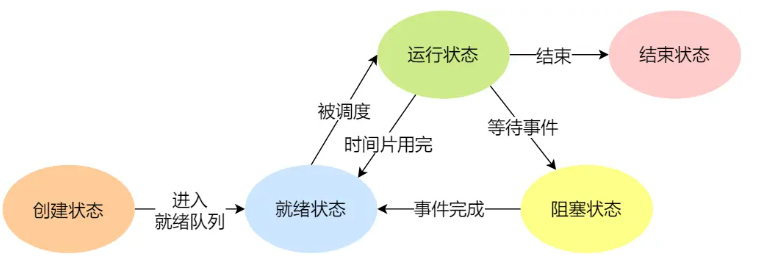 运行状态
结束
结束状态
被调度
时间片用完
等待事件
创建状态
进入
就绪队列
就绪状态
事件完成
阻塞状态